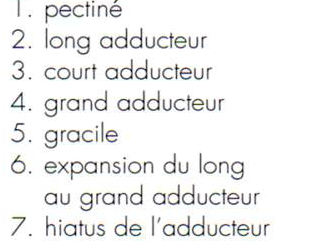 1. pectiné
2. long adducteur
3. court adducteur
4. grand adducteur
5. gracile
6. expansion du long
au grand adducteur
7. hiatus de l'adducteur